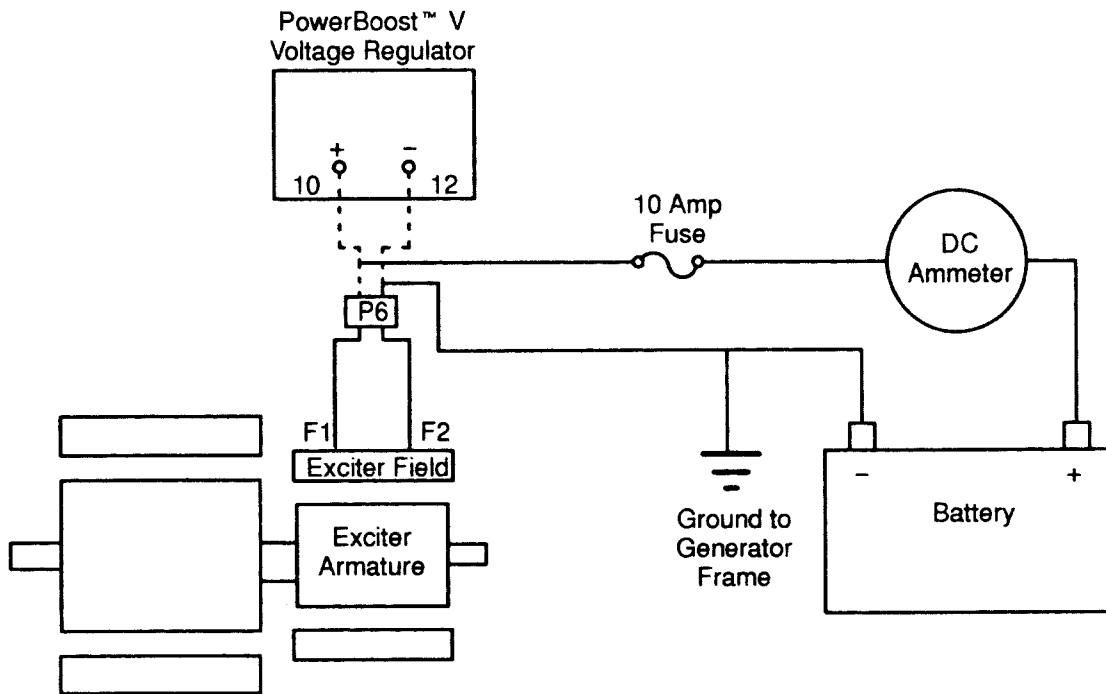 PowerBoost™ V
Voltage Regulator
+
−
10
12
10 Amp
Fuse
DC
Ammeter
P6
F1
F2
Exciter Field
Exciter
Armature
Ground to
Generator
Frame
−
+
Battery